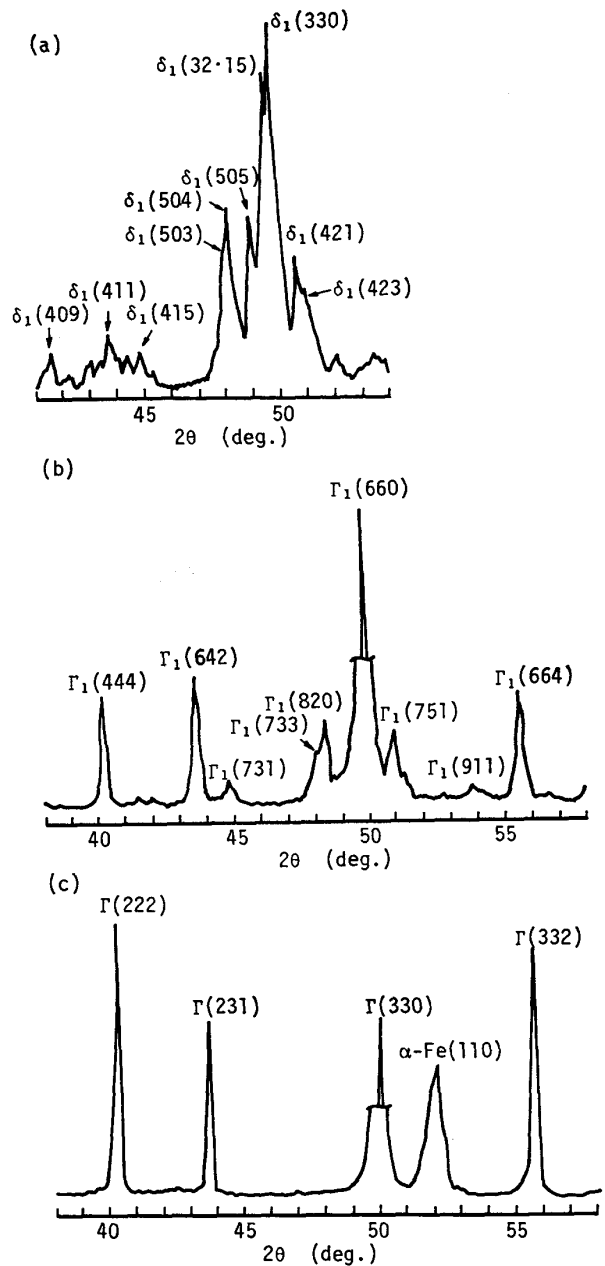 (a)
δ₁(330)
δ₁(32·15)
δ₁(505)
δ₁(504)
δ₁(503)
δ₁(421)
δ₁(411)
δ₁(423)
δ₁(409)
δ₁(415)
45 50
2θ (deg.)
(b)
Γ₁(660)
Γ₁(642)
Γ₁(444)
Γ₁(664)
Γ₁(820)
Γ₁(733)
Γ₁(751)
Γ₁(731)
Γ₁(911)
40 45 50 55
2θ (deg.)
(c)
Γ(222)
Γ(332)
Γ(231)
Γ(330)
α-Fe(110)
40 45 50 55
2θ (deg.)